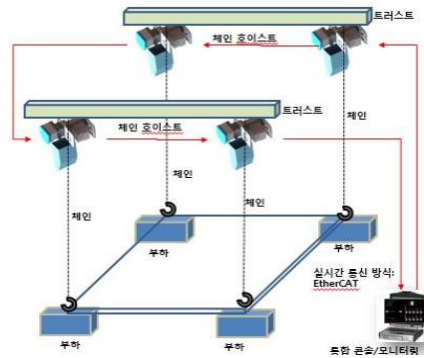 트러스트
체인 호이스트
트러스트
체인 호이스트
체인
체인
체인
체인
부하
부하
실시간 통신 방식:
EtherCAT
부하
부하
통합 콘솔/모니터링